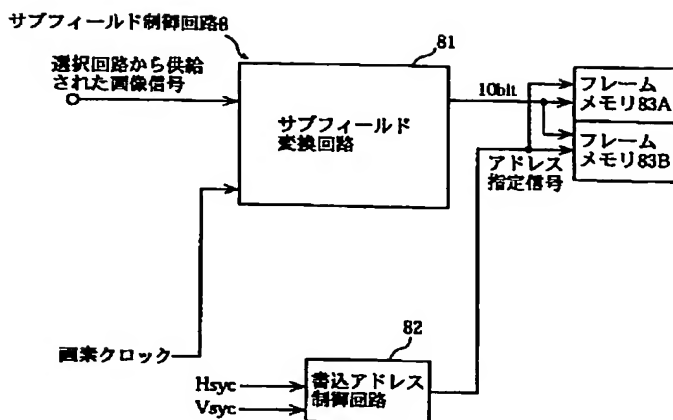 サブフィールド制御回路8
選択回路から供給
された画像信号
81
サブフィールド
変換回路
10bit
フレーム
メモリ83A
フレーム
メモリ83B
アドレス
指定信号
画素クロック
82
Hsyc
Vsyc
書込アドレス
制御回路